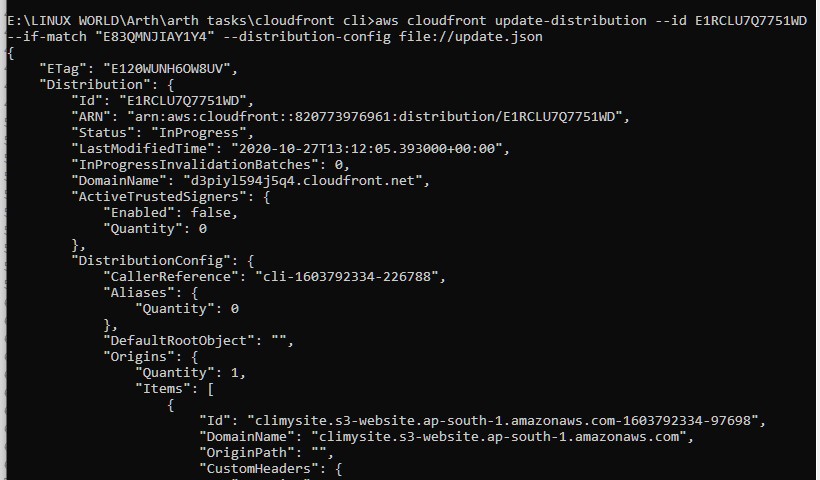 E:\LINUX WORLD\Arth\arth tasks\cloudfront cli>aws cloudfront update-distribution --id E1RCLU7Q7751WD
--if-match "E83QMNJIAY1Y4" --distribution-config file://update.json
{
    "ETag": "E120WUNH6OW8UV",
    "Distribution": {
        "Id": "E1RCLU7Q7751WD",
        "ARN": "arn:aws:cloudfront::820773976961:distribution/E1RCLU7Q7751WD",
        "Status": "InProgress",
        "LastModifiedTime": "2020-10-27T13:12:05.393000+00:00",
        "InProgressInvalidationBatches": 0,
        "DomainName": "d3piyl594j5q4.cloudfront.net",
        "ActiveTrustedSigners": {
            "Enabled": false,
            "Quantity": 0
        },
        "DistributionConfig": {
            "CallerReference": "cli-1603792334-226788",
            "Aliases": {
                "Quantity": 0
            },
            "DefaultRootObject": "",
            "Origins": {
                "Quantity": 1,
                "Items": [
                    {
                        "Id": "climysite.s3-website.ap-south-1.amazonaws.com-1603792334-97698",
                        "DomainName": "climysite.s3-website.ap-south-1.amazonaws.com",
                        "OriginPath": "",
                        "CustomHeaders": {